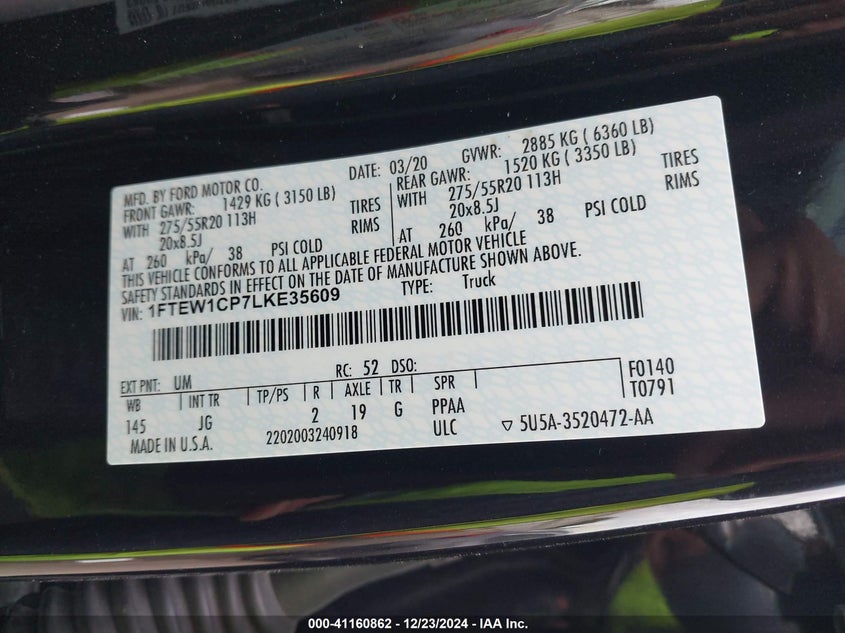 MFD. BY FORD MOTOR CO.
DATE: 03/20 GVWR: 2885 KG ( 6360 LB)
FRONT GAWR: 1429 KG ( 3150 LB) REAR GAWR: 1520 KG ( 3350 LB)
WITH 275/55R20 113H TIRES WITH 275/55R20 113H TIRES
20x8.5J RIMS 20x8.5J RIMS
AT 260 kPa/ 38 PSI COLD AT 260 kPa/ 38 PSI COLD
THIS VEHICLE CONFORMS TO ALL APPLICABLE FEDERAL MOTOR VEHICLE
SAFETY STANDARDS IN EFFECT ON THE DATE OF MANUFACTURE SHOWN ABOVE.
VIN: 1FTEW1CP7LKE35609 TYPE: Truck
EXT PNT: UM RC: 52 DSO: F0140
WB INT TR TP/PS R AXLE TR SPR T0791
145 JG 2 19 G PPAA
MADE IN U.S.A. 2202003240918 ULC ▽ 5U5A-3520472-AA
000-41160862 - 12/23/2024 - IAA Inc.